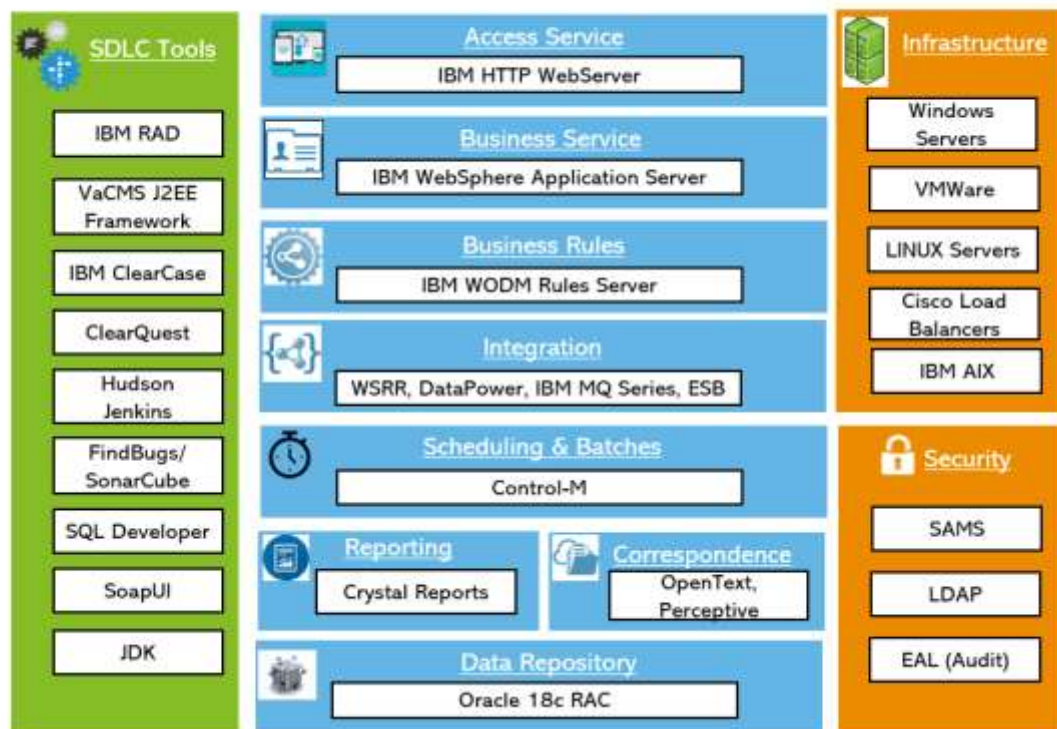 SDLC Tools
IBM RAD
VaCMS J2EE
Framework
IBM ClearCase
ClearQuest
Hudson
Jenkins
FindBugs/
SonarCube
SQL Developer
SoapUI
JDK
Access Service
IBM HTTP WebServer
Business Service
IBM WebSphere Application Server
Business Rules
IBM WODM Rules Server
Integration
WSRR, DataPower, IBM MQ Series, ESB
Scheduling & Batches
Control-M
Reporting
Crystal Reports
Correspondence
OpenText,
Perceptive
Data Repository
Oracle 18c RAC
Infrastructure
Windows
Servers
VMWare
LINUX Servers
Cisco Load
Balancers
IBM AIX
Security
SAMS
LDAP
EAL (Audit)